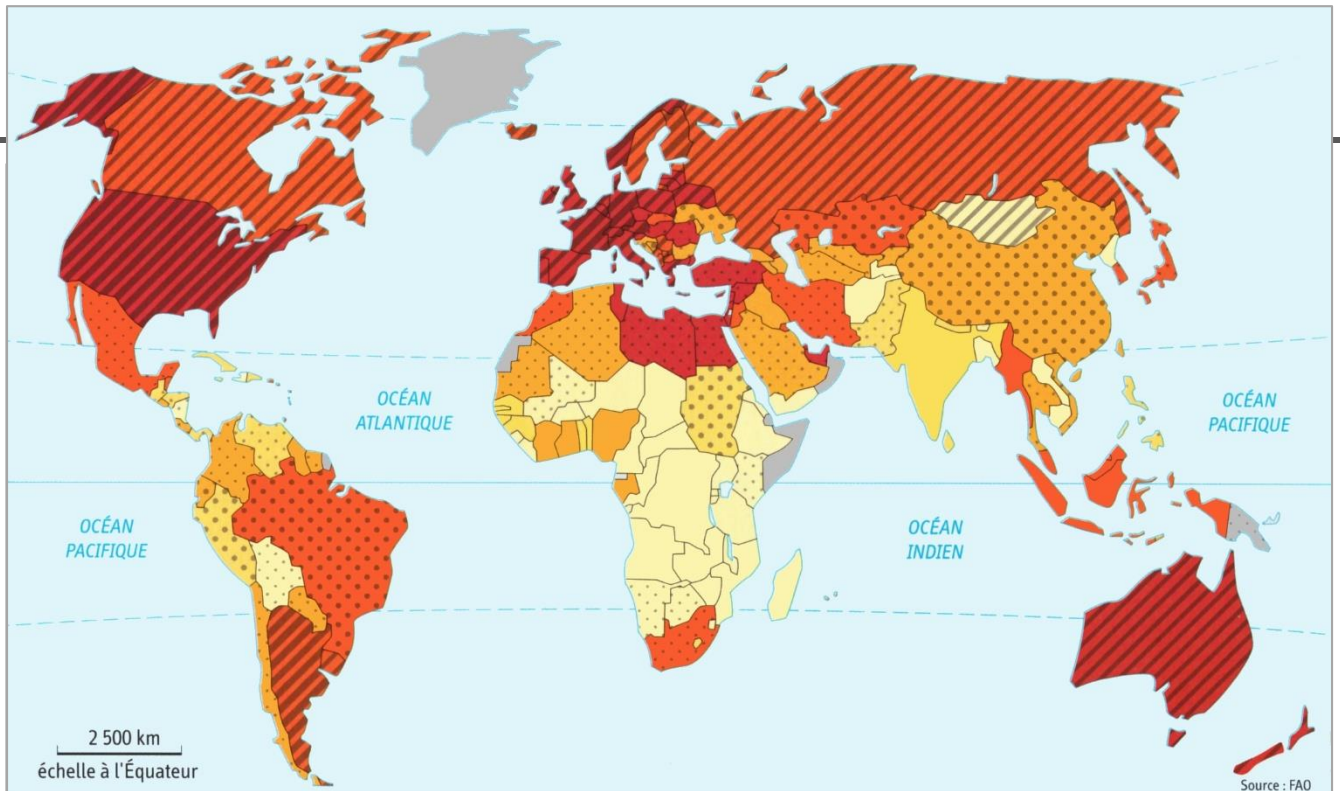 OCÉAN
ATLANTIQUE
OCÉAN
PACIFIQUE
OCÉAN
PACIFIQUE
OCÉAN
INDIEN
2 500 km
échelle à l'Équateur
Source : FAO